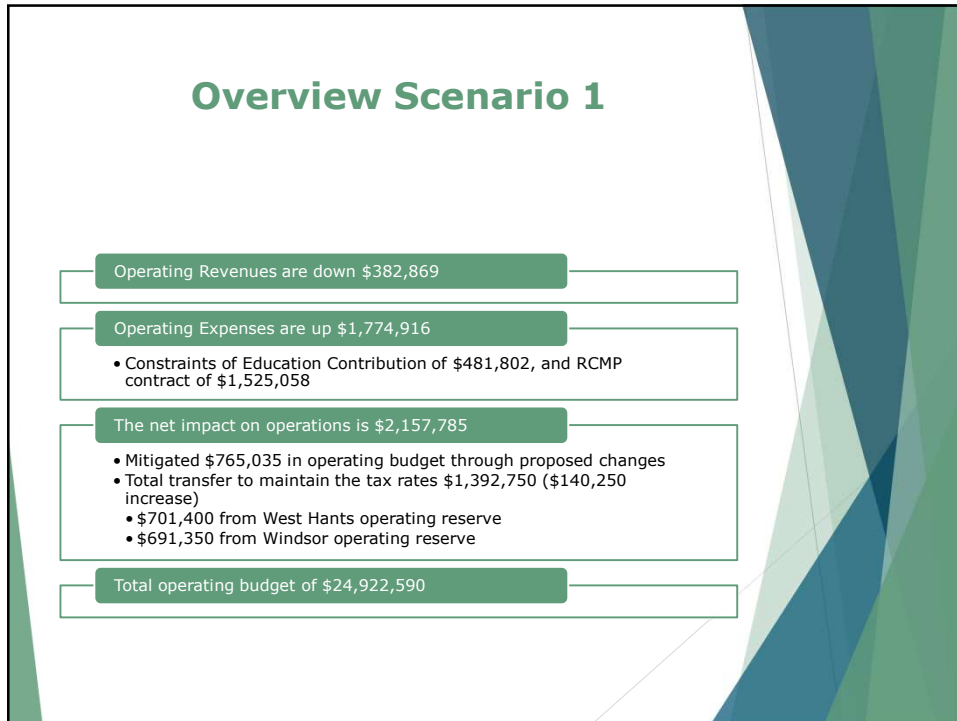 Overview Scenario 1
Operating Revenues are down $382,869
Operating Expenses are up $1,774,916
• Constraints of Education Contribution of $481,802, and RCMP
contract of $1,525,058
The net impact on operations is $2,157,785
• Mitigated $765,035 in operating budget through proposed changes
• Total transfer to maintain the tax rates $1,392,750 ($140,250
increase)
• $701,400 from West Hants operating reserve
• $691,350 from Windsor operating reserve
Total operating budget of $24,922,590